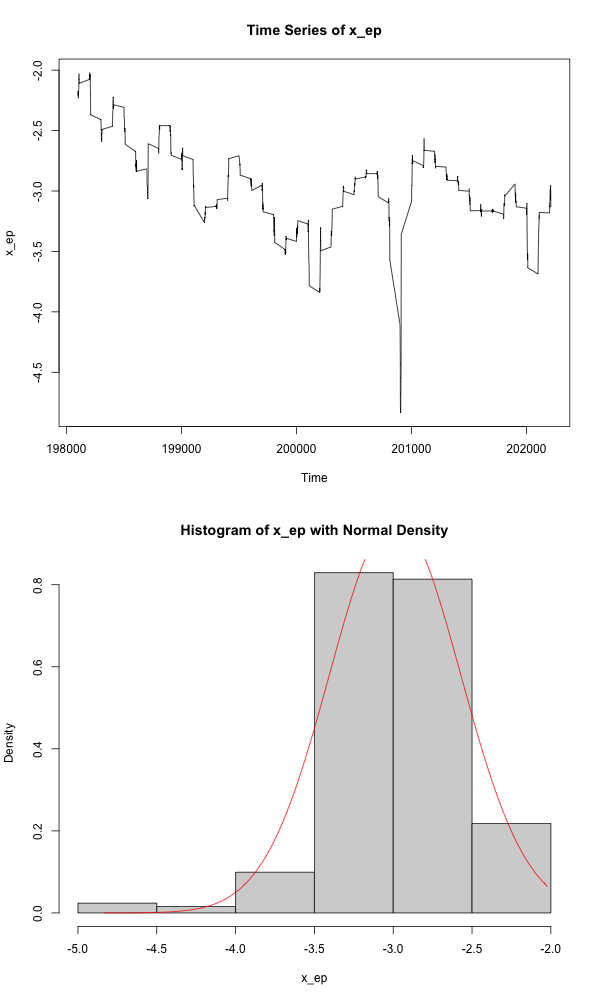 Time Series of x_ep
-2.0
-2.5
-3.0
-3.5
-4.0
-4.5
x_ep
198000 199000 200000 201000 202000
Time
Histogram of x_ep with Normal Density
0.8
0.6
0.4
0.2
0.0
Density
-5.0 -4.5 -4.0 -3.5 -3.0 -2.5 -2.0
x_ep